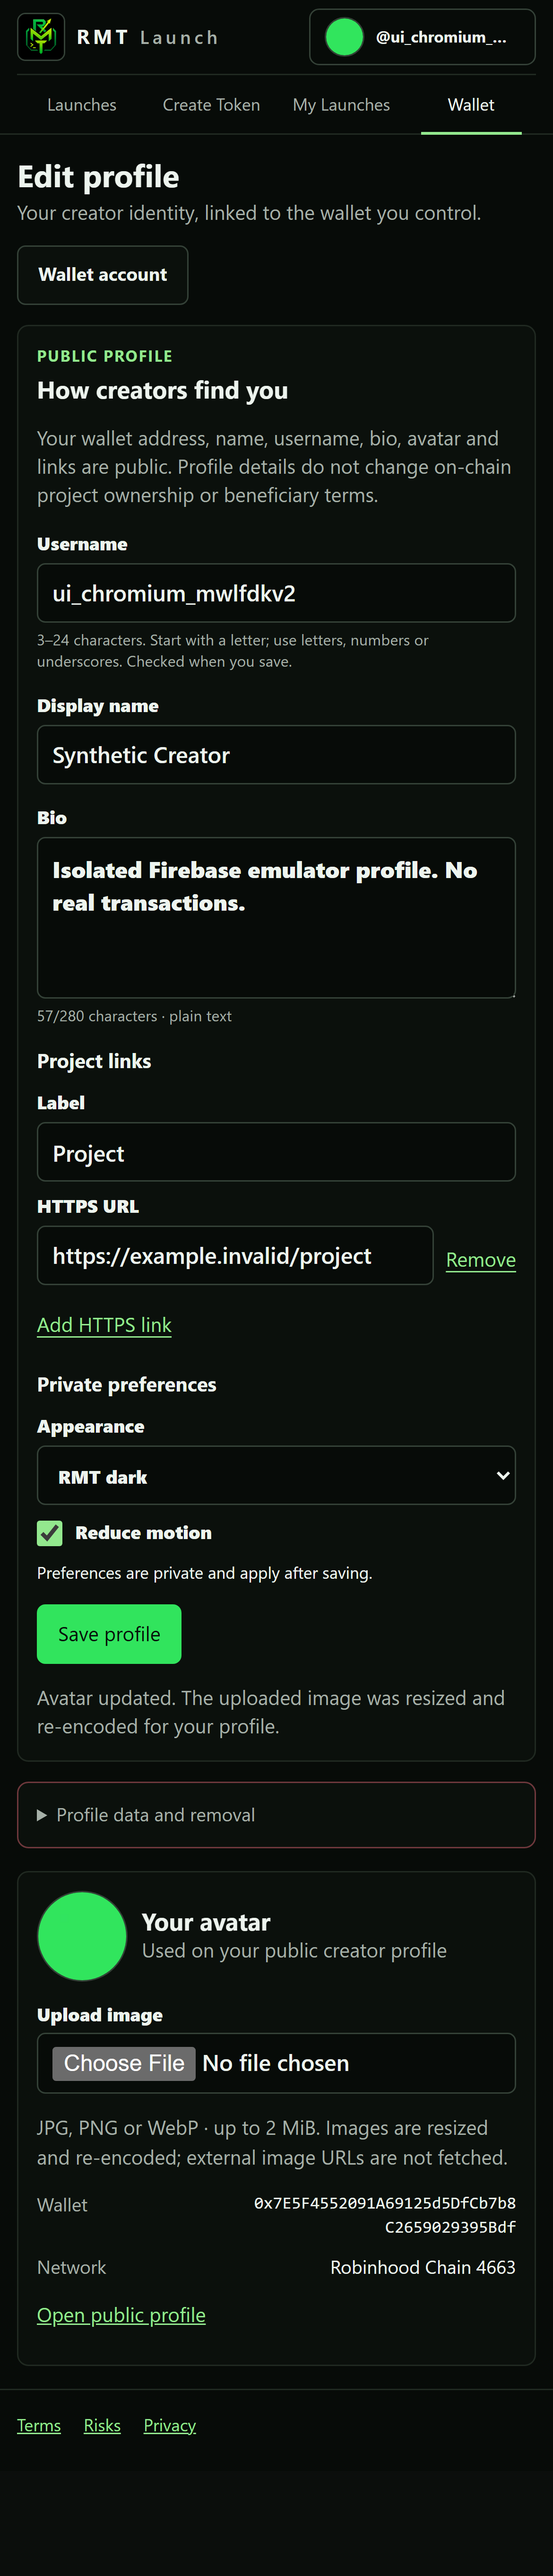 RMT Launch
@ui_chromium_...
Launches
Create Token
My Launches
Wallet
Edit profile
Your creator identity, linked to the wallet you control.
Wallet account
PUBLIC PROFILE
How creators find you
Your wallet address, name, username, bio, avatar and
links are public. Profile details do not change on-chain
project ownership or beneficiary terms.
Username
ui_chromium_mwlfdkv2
3–24 characters. Start with a letter; use letters, numbers or
underscores. Checked when you save.
Display name
Synthetic Creator
Bio
Isolated Firebase emulator profile. No
real transactions.
57/280 characters · plain text
Project links
Label
Project
HTTPS URL
https://example.invalid/project
Remove
Add HTTPS link
Private preferences
Appearance
RMT dark
Reduce motion
Preferences are private and apply after saving.
Save profile
Avatar updated. The uploaded image was resized and
re-encoded for your profile.
Profile data and removal
Your avatar
Used on your public creator profile
Upload image
Choose File No file chosen
JPG, PNG or WebP · up to 2 MiB. Images are resized
and re-encoded; external image URLs are not fetched.
Wallet
0x7E5F4552091A69125d5DfCb7b8
C2659029395Bdf
Network
Robinhood Chain 4663
Open public profile
Terms
Risks
Privacy